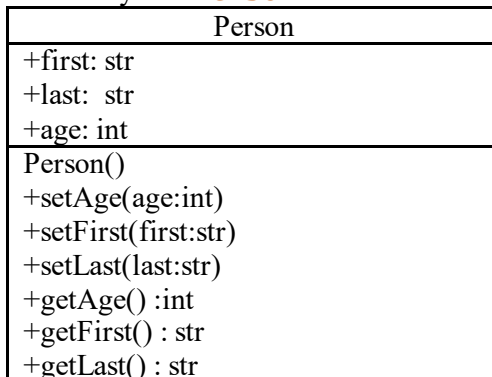 Person
+first: str
+last: str
+age: int
Person()
+setAge(age:int)
+setFirst(first:str)
+setLast(last:str)
+getAge() :int
+getFirst() : str
+getLast() : str